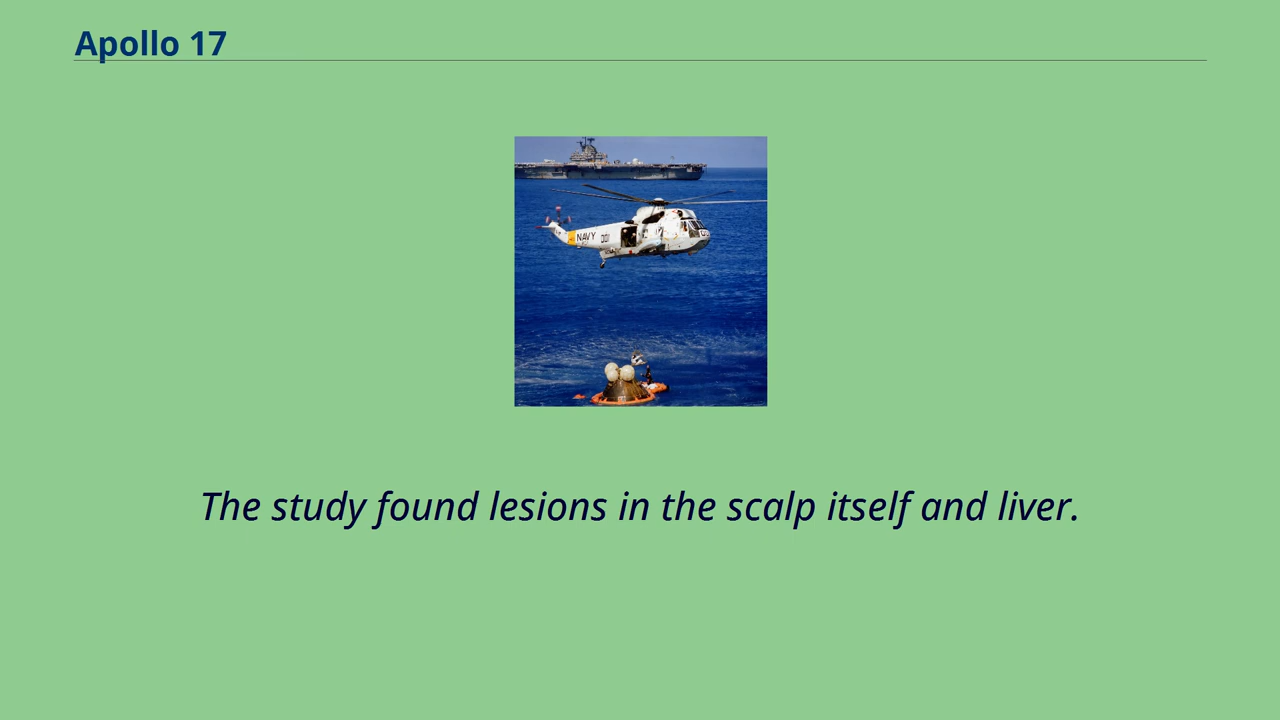 Apollo 17
NAVY
The study found lesions in the scalp itself and liver.